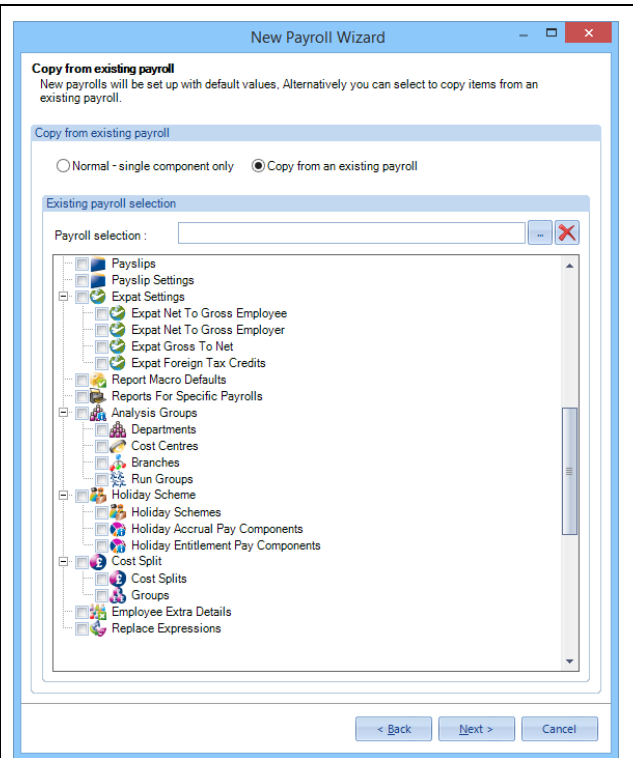 New Payroll Wizard
Copy from existing payroll
New payrolls will be set up with default values, Alternatively you can select to copy items from an
existing payroll.
Copy from existing payroll
Normal - single component only Copy from an existing payroll
Existing payroll selection
Payroll selection :
...
Payslips
Payslip Settings
Expat Settings
Expat Net To Gross Employee
Expat Net To Gross Employer
Expat Gross To Net
Expat Foreign Tax Credits
Report Macro Defaults
Reports For Specific Payrolls
Analysis Groups
Departments
Cost Centres
Branches
Run Groups
Holiday Scheme
Holiday Schemes
Holiday Accrual Pay Components
Holiday Entitlement Pay Components
Cost Split
Cost Splits
Groups
Employee Extra Details
Replace Expressions
< Back Next > Cancel